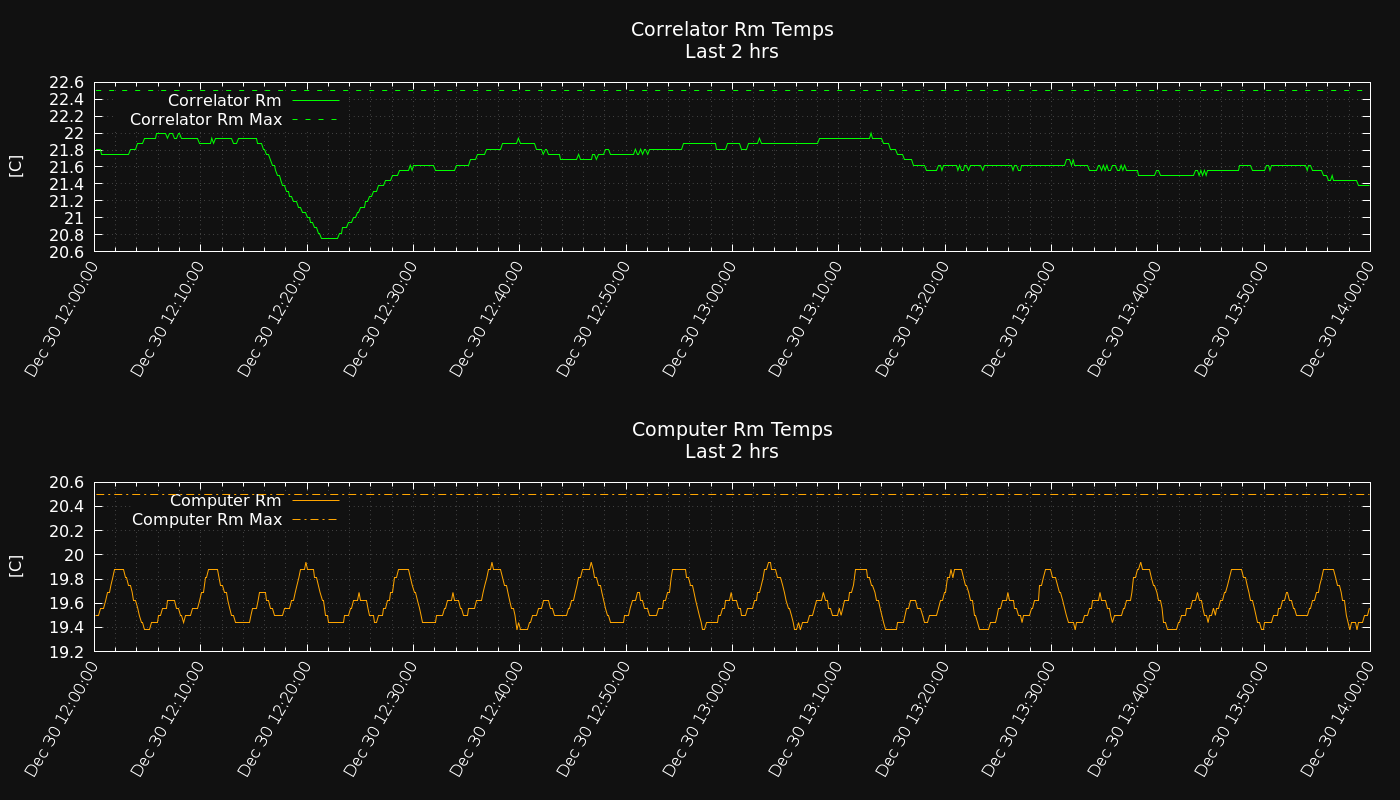 Correlator Rm Temps
Last 2 hrs
[C]
22.6
22.4
22.2
22
21.8
21.6
21.4
21.2
21
20.8
20.6
Correlator Rm
Correlator Rm Max
Dec 30 12:00:00
Dec 30 12:10:00
Dec 30 12:20:00
Dec 30 12:30:00
Dec 30 12:40:00
Dec 30 12:50:00
Dec 30 13:00:00
Dec 30 13:10:00
Dec 30 13:20:00
Dec 30 13:30:00
Dec 30 13:40:00
Dec 30 13:50:00
Dec 30 14:00:00
Computer Rm Temps
Last 2 hrs
[C]
20.6
20.4
20.2
20
19.8
19.6
19.4
19.2
Computer Rm
Computer Rm Max
Dec 30 12:00:00
Dec 30 12:10:00
Dec 30 12:20:00
Dec 30 12:30:00
Dec 30 12:40:00
Dec 30 12:50:00
Dec 30 13:00:00
Dec 30 13:10:00
Dec 30 13:20:00
Dec 30 13:30:00
Dec 30 13:40:00
Dec 30 13:50:00
Dec 30 14:00:00